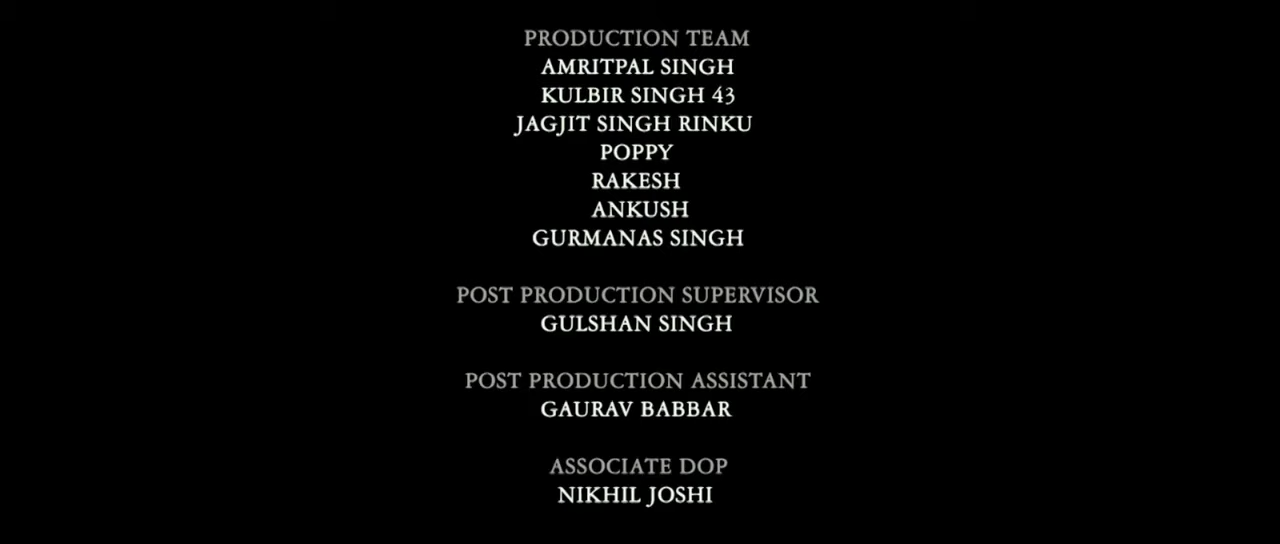 PRODUCTION TEAM
AMRITPAL SINGH
KULBIR SINGH 43
JAGJIT SINGH RINKU
POPPY
RAKESH
ANKUSH
GURMANAS SINGH
POST PRODUCTION SUPERVISOR
GULSHAN SINGH
POST PRODUCTION ASSISTANT
GAURAV BABBAR
ASSOCIATE DOP
NIKHIL JOSHI